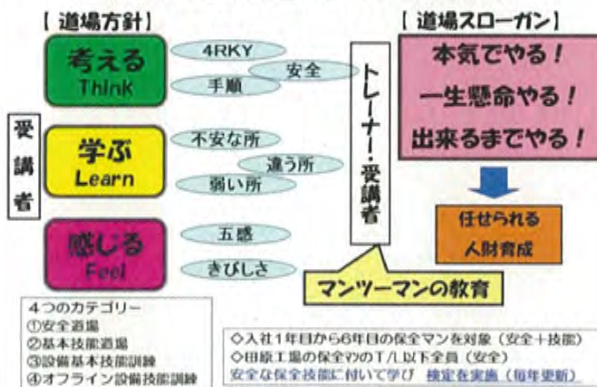 【 道場方針 】
【 道場スローガン 】
受講者
考える
Think
4RKY
安全
手順
学ぶ
Learn
不安な所
違う所
弱い所
感じる
Feel
五感
きびしさ
トレーナー・受講者
マンツーマンの教育
本気でやる！
一生懸命やる！
出来るまでやる！
任せられる
人財育成
4つのカテゴリー
①安全道場
②基本技能道場
③設備基本技能訓練
④オフライン設備技能訓練
◇入社1年目から6年目の保全マンを対象（安全+技能）
◇田原工場の保全マンのT/L以下全員（安全）
安全な保全技能に付いて学び 検定を実施（毎年更新）